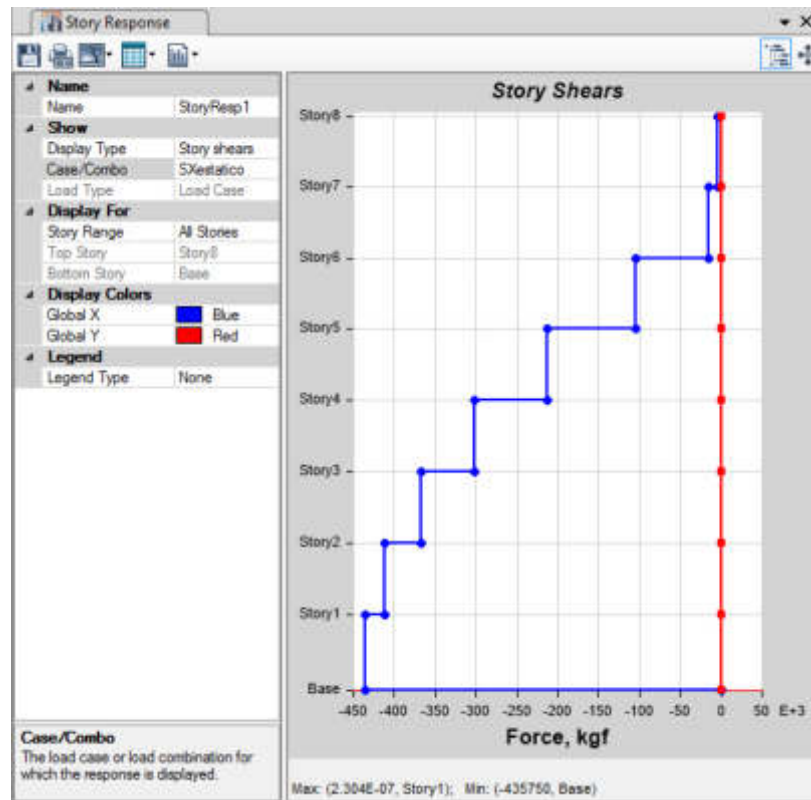 Story Response
Name
Name StoryResp1
Show
Display Type Story shears
Case/Combo SXestatico
Load Type Load Case
Display For
Story Range All Stories
Top Story Story8
Bottom Story Base
Display Colors
Global X Blue
Global Y Red
Legend
Legend Type None
Case/Combo
The load case or load combination for
which the response is displayed.
Story Shears
Story8
Story7
Story6
Story5
Story4
Story3
Story2
Story1
Base
-450 -400 -350 -300 -250 -200 -150 -100 -50 0 50 E+3
Force, kgf
Max: (2.304E-07, Story1); Min: (-435750, Base)